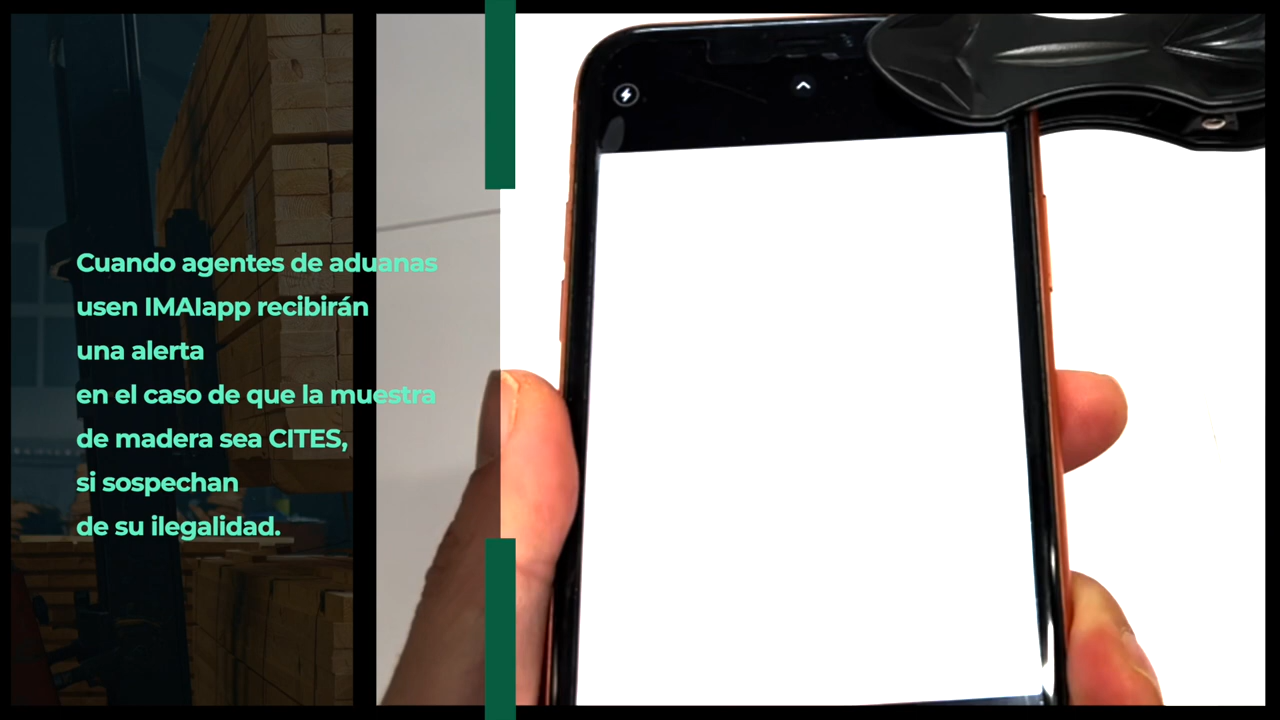 Cuando agentes de aduanas
usen IMAIapp recibirán
una alerta
en el caso de que la muestra
de madera sea CITES,
si sospechan
de su ilegalidad.